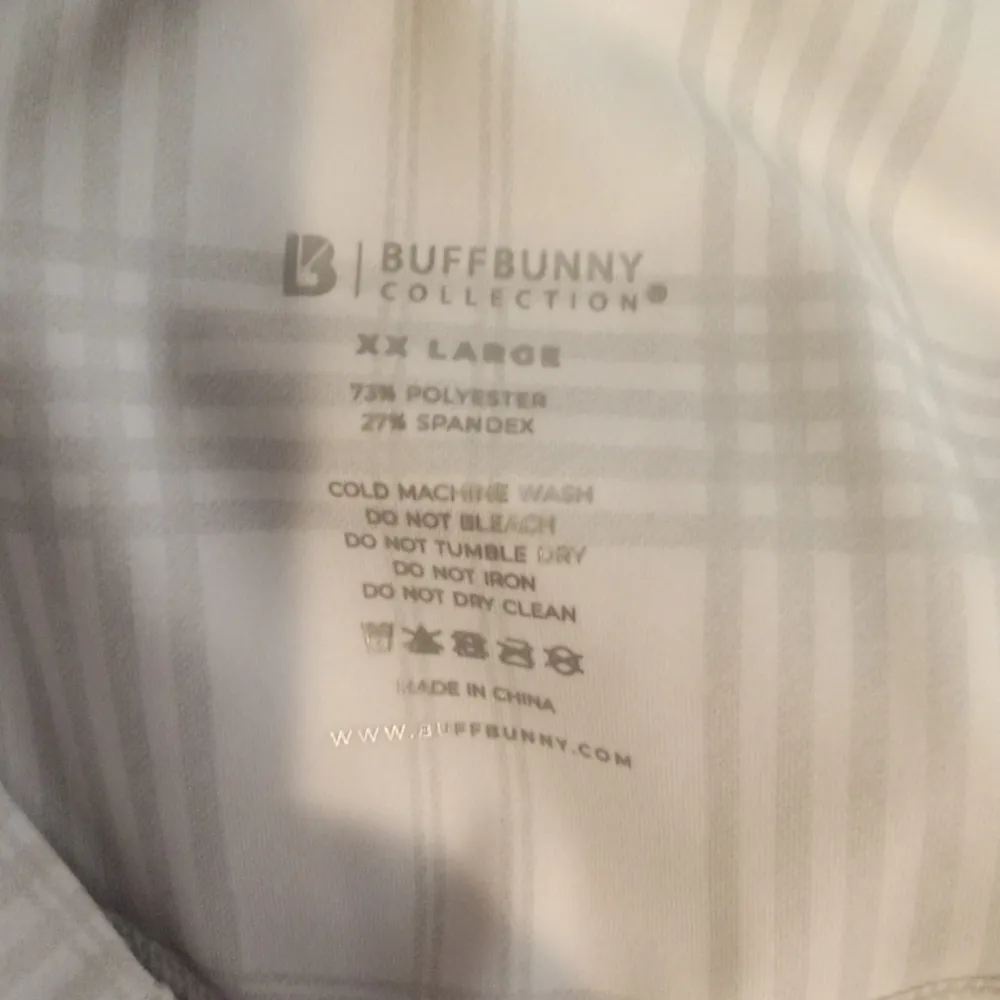 B | BUFFBUNNY
COLLECTION®
XX LARGE
73% POLYESTER
27% SPANDEX
COLD MACHINE WASH
DO NOT BLEACH
DO NOT TUMBLE DRY
DO NOT IRON
DO NOT DRY CLEAN
MADE IN CHINA
WWW.BUFFBUNNY.COM